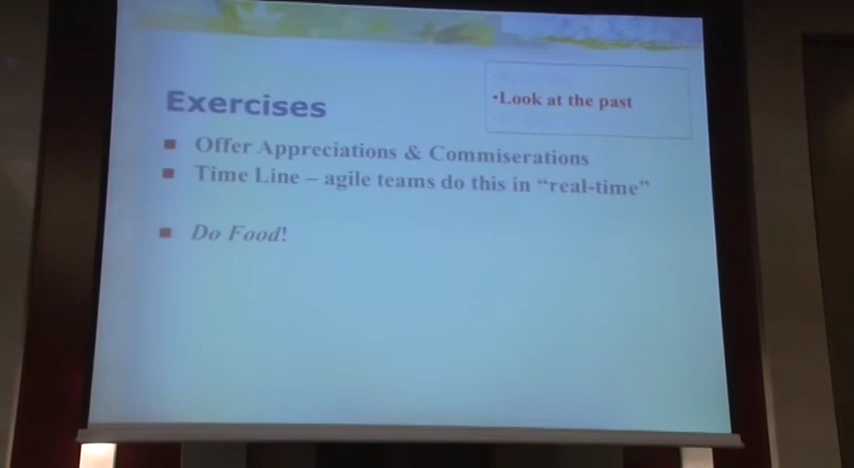 Exercises
•Look at the past
■ Offer Appreciations & Commiserations
■ Time Line – agile teams do this in “real-time”
■ Do Food!